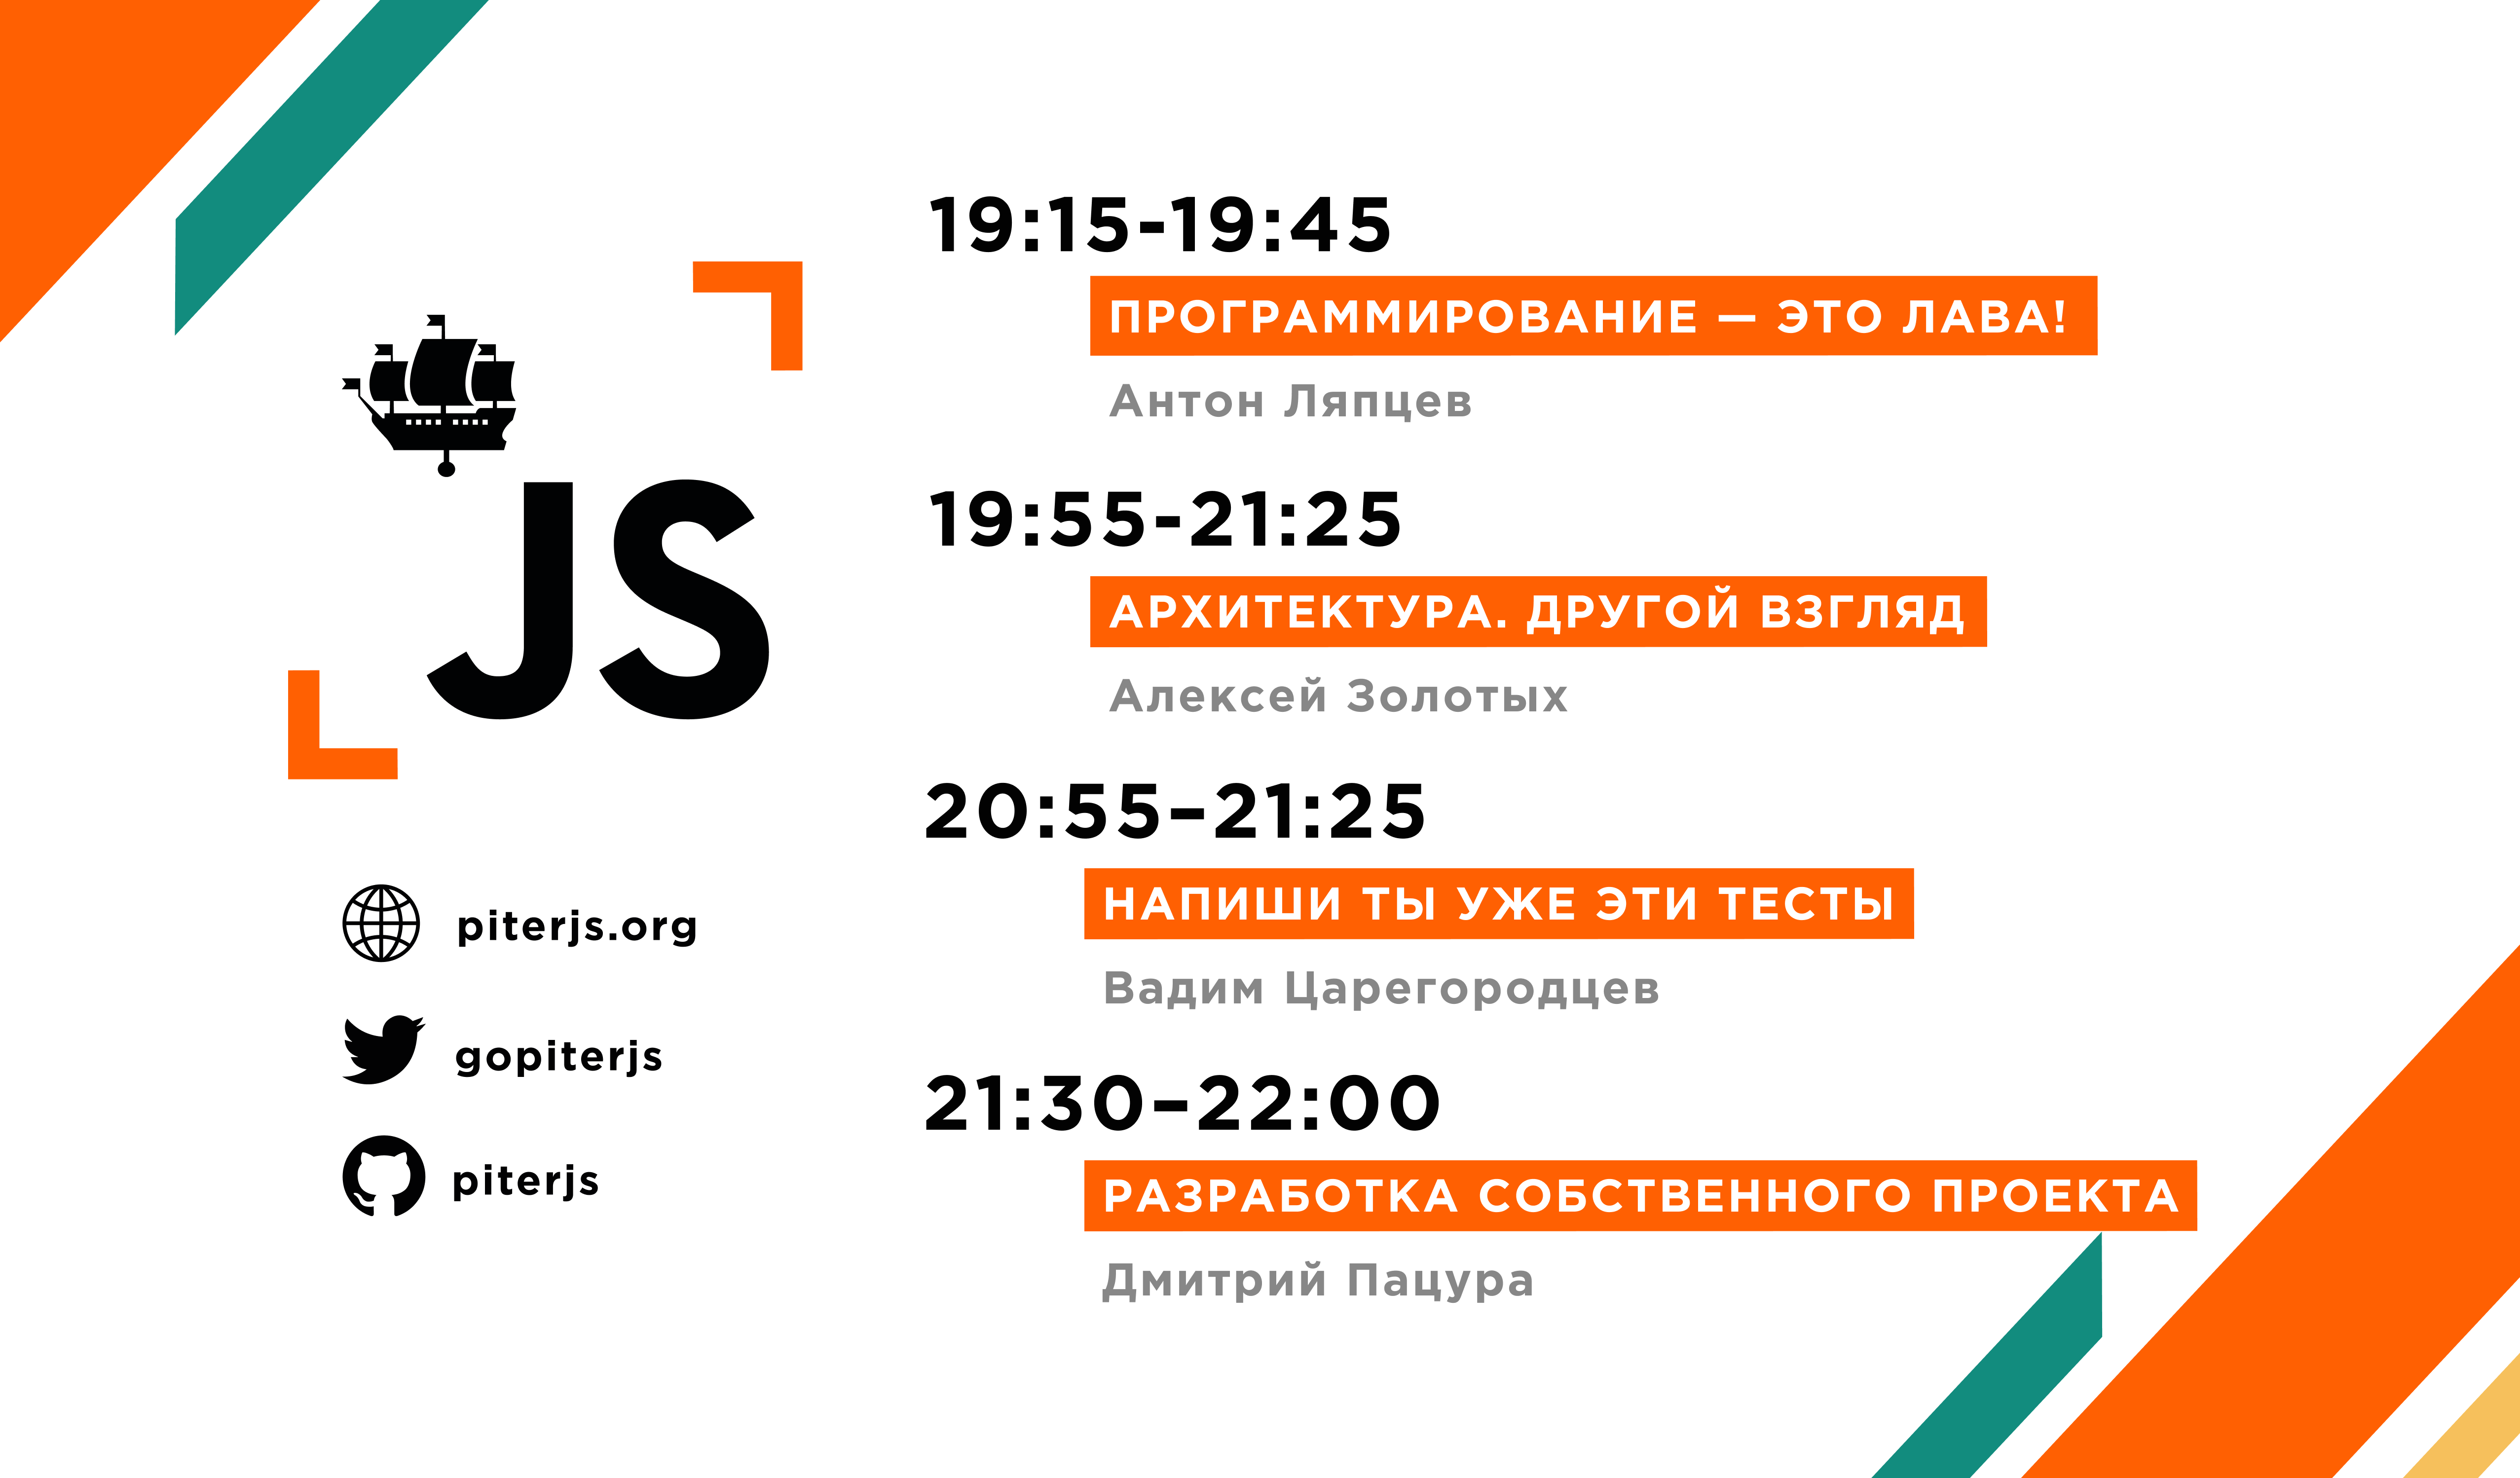 JS
piterjs.org
gopiterjs
piterjs
19:15-19:45
ПРОГРАММИРОВАНИЕ — ЭТО ЛАВА!
Антон Ляпцев
19:55-21:25
АРХИТЕКТУРА. ДРУГОЙ ВЗГЛЯД
Алексей Золотых
20:55–21:25
НАПИШИ ТЫ УЖЕ ЭТИ ТЕСТЫ
Вадим Царегородцев
21:30–22:00
РАЗРАБОТКА СОБСТВЕННОГО ПРОЕКТА
Дмитрий Пацура